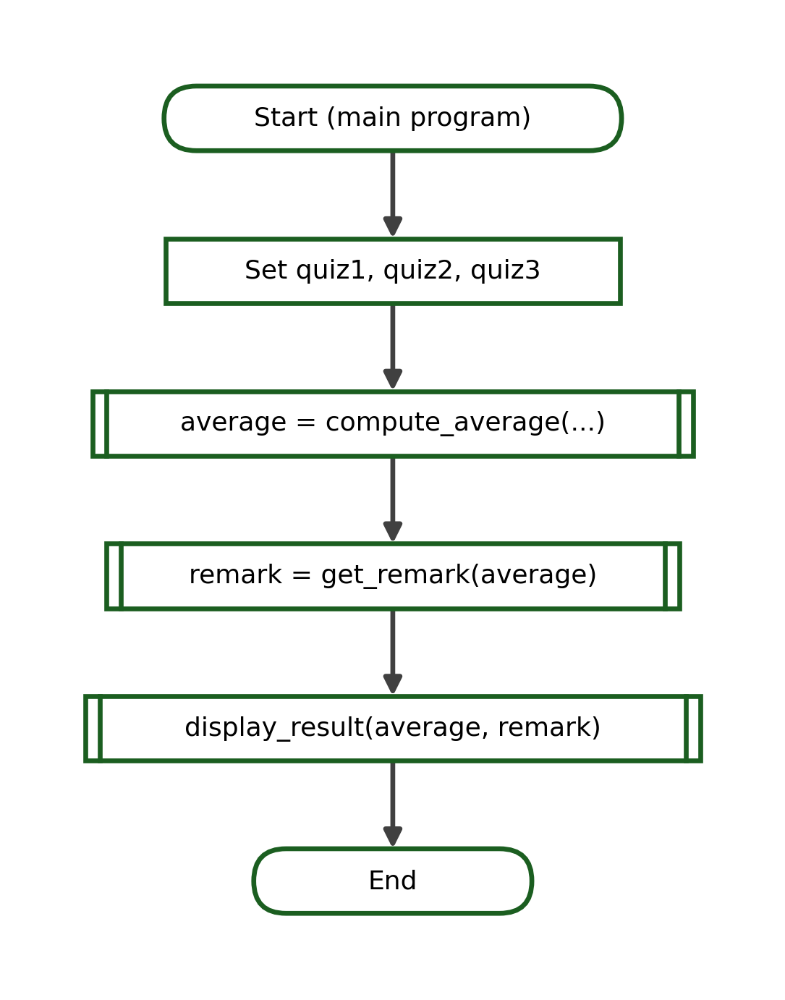 Start (main program)
Set quiz1, quiz2, quiz3
average = compute_average(...)
remark = get_remark(average)
display_result(average, remark)
End